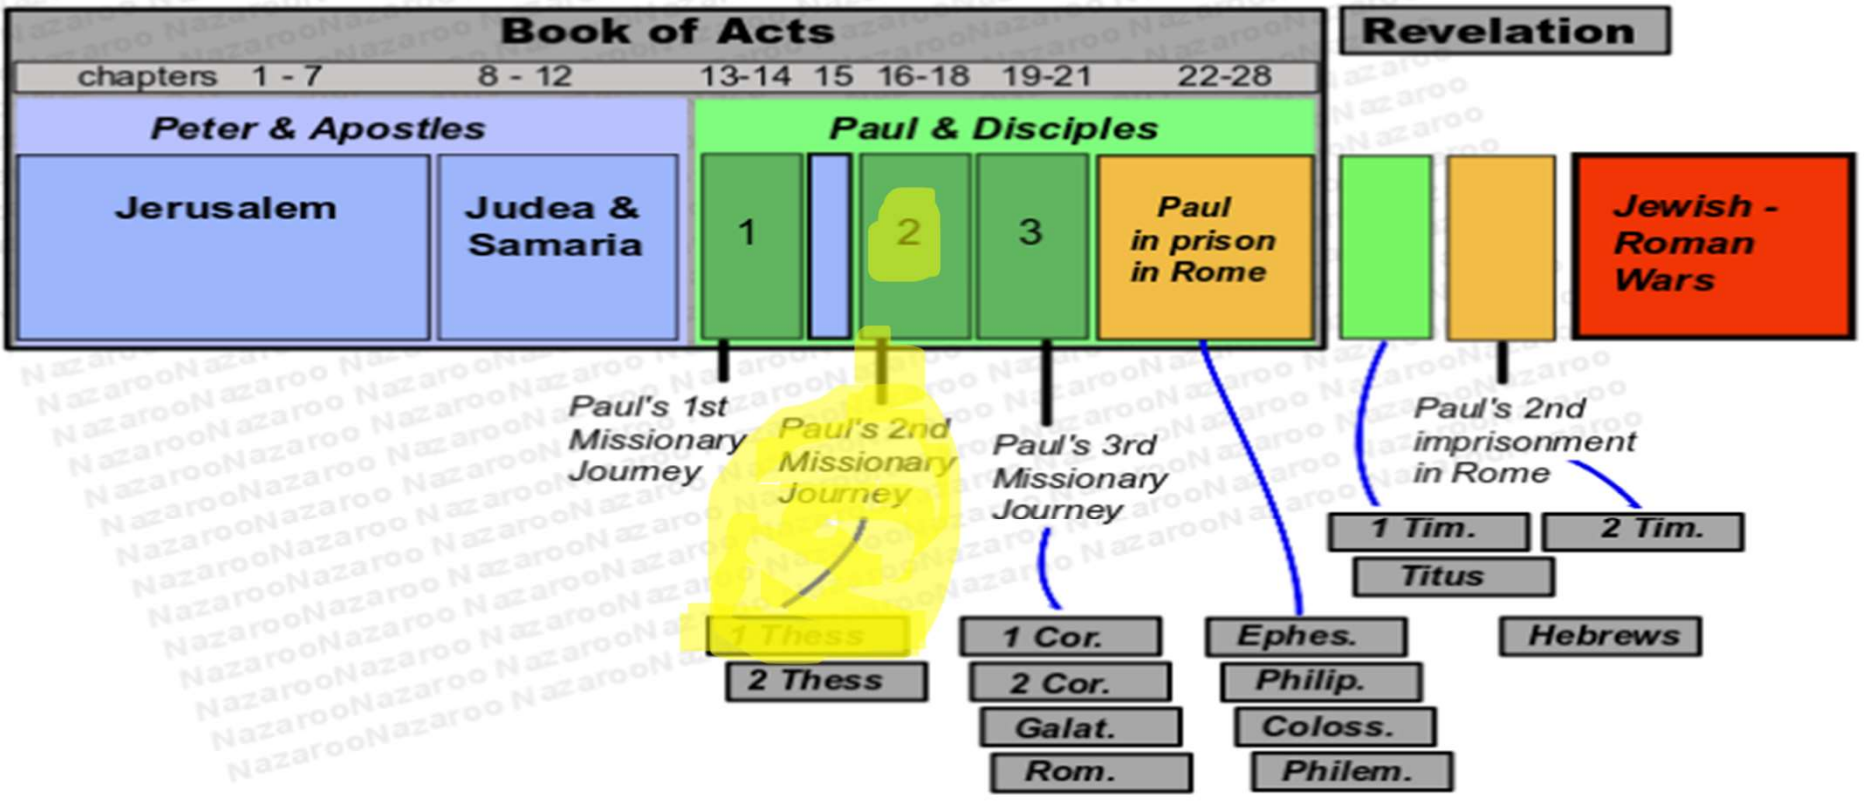 Book of Acts
Revelation
chapters 1 - 7 8 - 12 13-14 15 16-18 19-21 22-28
Peter & Apostles
Paul & Disciples
Jerusalem
Judea &
Samaria
1
2
3
Paul
in prison
in Rome
Jewish -
Roman
Wars
Paul's 1st
Missionary
Journey
Paul's 2nd
Missionary
Journey
Paul's 3rd
Missionary
Journey
Paul's 2nd
imprisonment
in Rome
1 Thess
2 Thess
1 Cor.
2 Cor.
Galat.
Rom.
Ephes.
Philip.
Coloss.
Philem.
1 Tim.
Titus
2 Tim.
Hebrews
Nazaroo